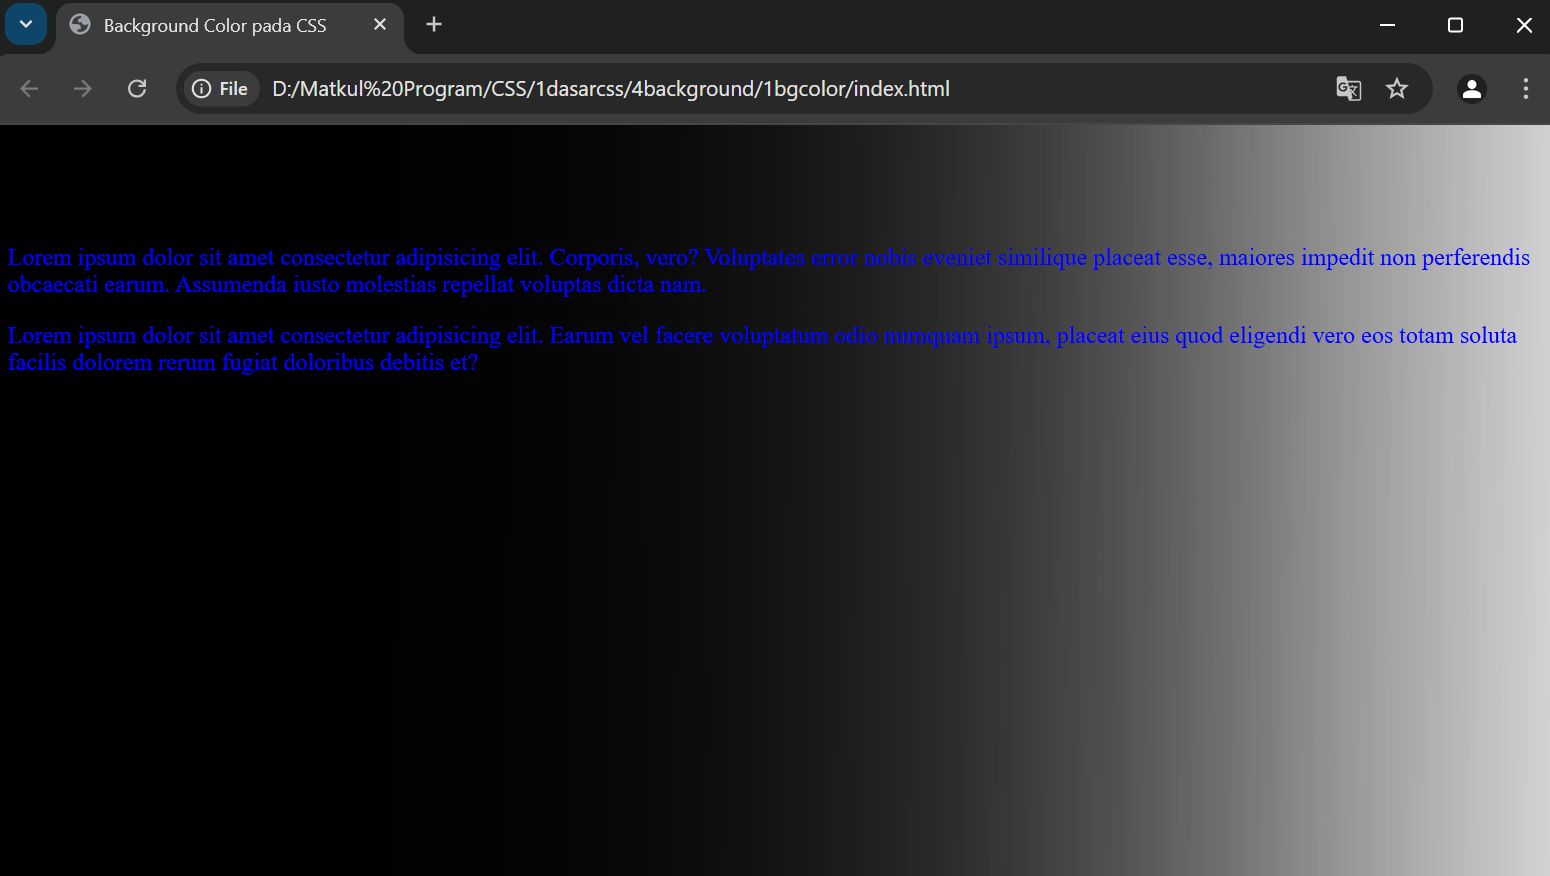 Background Color pada CSS
File D:/Matkul%20Program/CSS/1dasarcss/4background/1bgcolor/index.html
Lorem ipsum dolor sit amet consectetur adipisicing elit. Corporis, vero? Voluptates error nobis eveniet similique placeat esse, maiores impedit non perferendis
obcaecati earum. Assumenda iusto molestias repellat voluptas dicta nam.
Lorem ipsum dolor sit amet consectetur adipisicing elit. Earum vel facere voluptatum odio numquam ipsum, placeat eius quod eligendi vero eos totam soluta
facilis dolorem rerum fugiat doloribus debitis et?